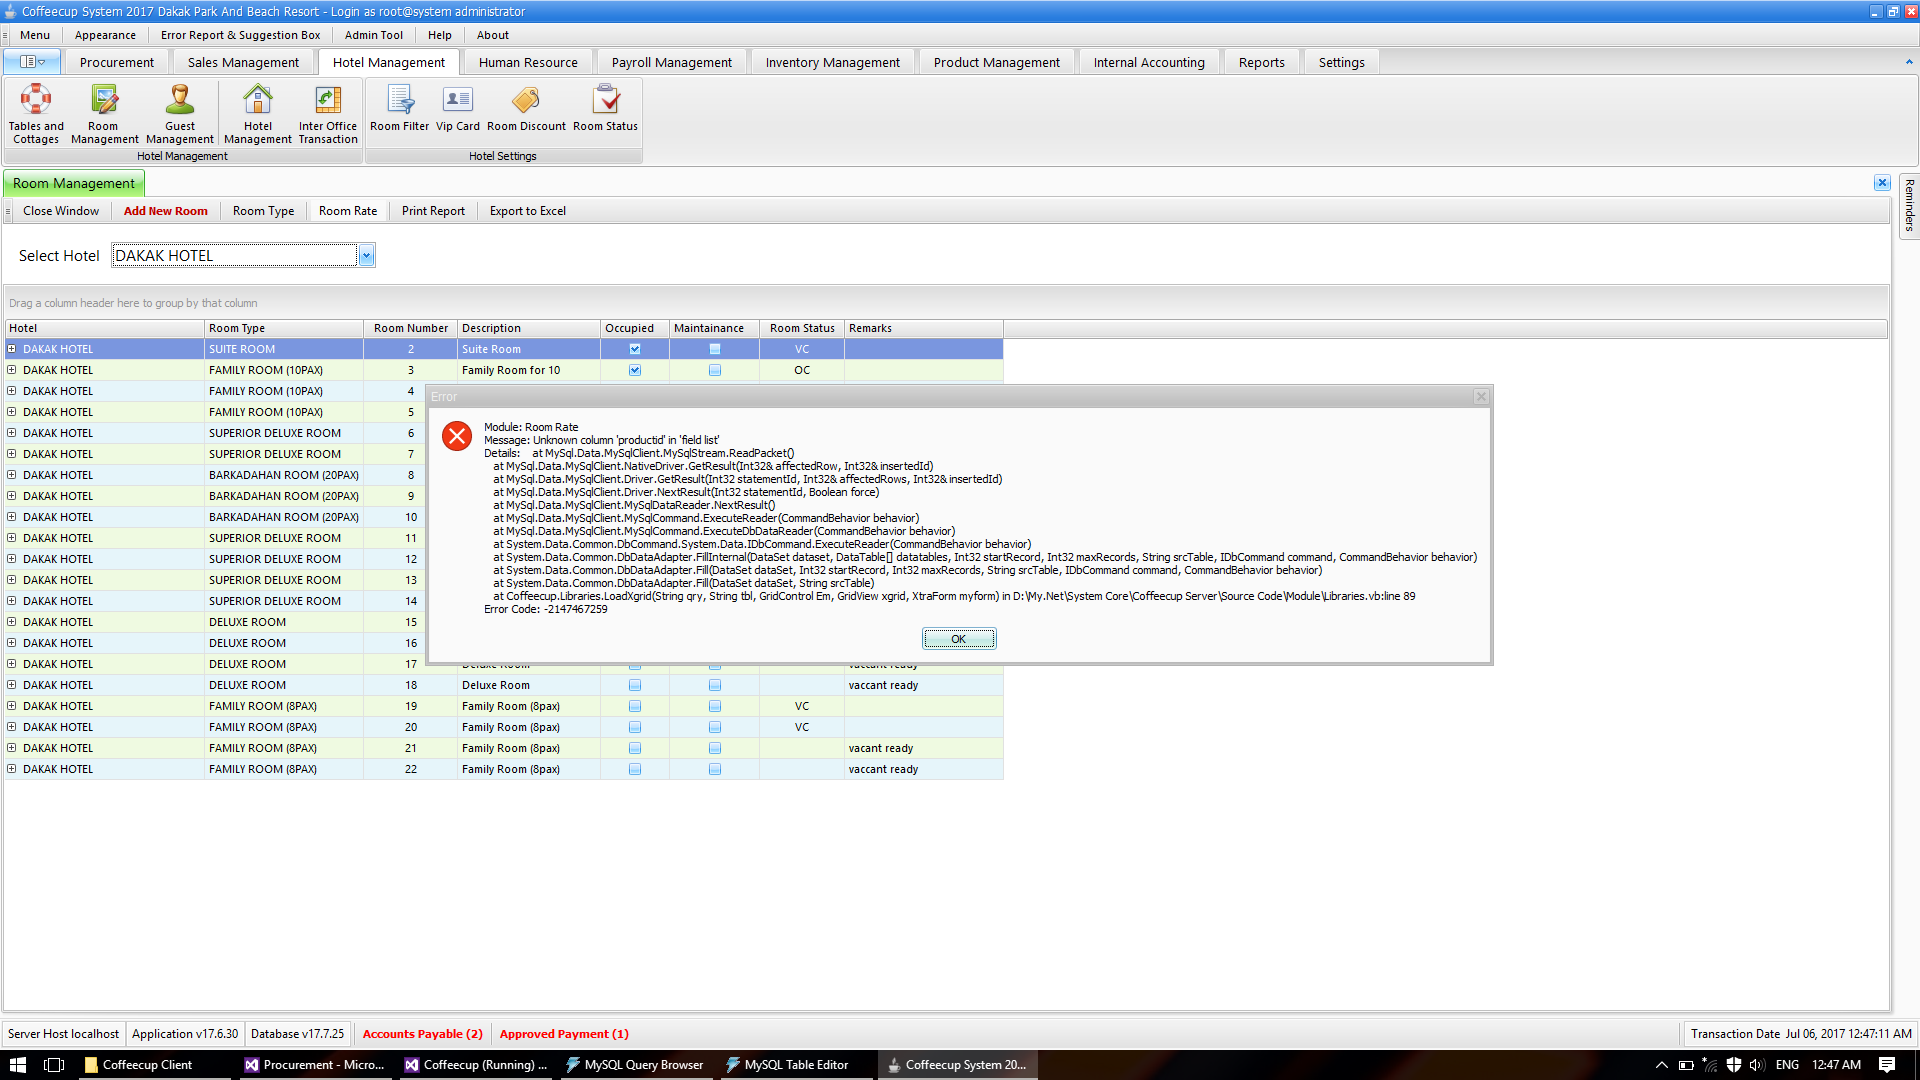 Coffeecup System 2017 Dakak Park And Beach Resort - Login as root@system administrator
Menu Appearance Error Report & Suggestion Box Admin Tool Help About
Procurement Sales Management Hotel Management Human Resource Payroll Management Inventory Management Product Management Internal Accounting Reports Settings
Tables and Cottages Room Management Guest Management Hotel Management Inter Office Transaction Room Filter Vip Card Room Discount Room Status
Hotel Management Hotel Settings
Room Management
Reminders
Close Window Add New Room Room Type Room Rate Print Report Export to Excel
Select Hotel DAKAK HOTEL
Drag a column header here to group by that column
Hotel Room Type Room Number Description Occupied Maintainance Room Status Remarks
DAKAK HOTEL SUITE ROOM 2 Suite Room VC
DAKAK HOTEL FAMILY ROOM (10PAX) 3 Family Room for 10 OC
DAKAK HOTEL FAMILY ROOM (10PAX) 4
DAKAK HOTEL FAMILY ROOM (10PAX) 5
DAKAK HOTEL SUPERIOR DELUXE ROOM 6
DAKAK HOTEL SUPERIOR DELUXE ROOM 7
DAKAK HOTEL BARKADAHAN ROOM (20PAX) 8
DAKAK HOTEL BARKADAHAN ROOM (20PAX) 9
DAKAK HOTEL BARKADAHAN ROOM (20PAX) 10
DAKAK HOTEL SUPERIOR DELUXE ROOM 11
DAKAK HOTEL SUPERIOR DELUXE ROOM 12
DAKAK HOTEL SUPERIOR DELUXE ROOM 13
DAKAK HOTEL SUPERIOR DELUXE ROOM 14
DAKAK HOTEL DELUXE ROOM 15
DAKAK HOTEL DELUXE ROOM 16
DAKAK HOTEL DELUXE ROOM 17 Deluxe Room vaccant ready
DAKAK HOTEL DELUXE ROOM 18 Deluxe Room vaccant ready
DAKAK HOTEL FAMILY ROOM (8PAX) 19 Family Room (8pax) VC
DAKAK HOTEL FAMILY ROOM (8PAX) 20 Family Room (8pax) VC
DAKAK HOTEL FAMILY ROOM (8PAX) 21 Family Room (8pax) vacant ready
DAKAK HOTEL FAMILY ROOM (8PAX) 22 Family Room (8pax) vaccant ready
Error
Module: Room Rate
Message: Unknown column 'productid' in 'field list'
Details: at MySql.Data.MySqlClient.MySqlStream.ReadPacket()
at MySql.Data.MySqlClient.NativeDriver.GetResult(Int32& affectedRow, Int32& insertedId)
at MySql.Data.MySqlClient.Driver.GetResult(Int32 statementId, Int32& affectedRows, Int32& insertedId)
at MySql.Data.MySqlClient.Driver.NextResult(Int32 statementId, Boolean force)
at MySql.Data.MySqlClient.MySqlDataReader.NextResult()
at MySql.Data.MySqlClient.MySqlCommand.ExecuteReader(CommandBehavior behavior)
at MySql.Data.MySqlClient.MySqlCommand.ExecuteDbDataReader(CommandBehavior behavior)
at System.Data.Common.DbCommand.System.Data.IDbCommand.ExecuteReader(CommandBehavior behavior)
at System.Data.Common.DbDataAdapter.FillInternal(DataSet dataset, DataTable[] datatables, Int32 startRecord, Int32 maxRecords, String srcTable, IDbCommand command, CommandBehavior behavior)
at System.Data.Common.DbDataAdapter.Fill(DataSet dataSet, Int32 startRecord, Int32 maxRecords, String srcTable, IDbCommand command, CommandBehavior behavior)
at System.Data.Common.DbDataAdapter.Fill(DataSet dataSet, String srcTable)
at Coffeecup.Libraries.LoadXgrid(String qry, String tbl, GridControl Em, GridView xgrid, XtraForm myform) in D:\My.Net\System Core\Coffeecup Server\Source Code\Module\Libraries.vb:line 89
Error Code: -2147467259
OK
Server Host localhost Application v17.6.30 Database v17.7.25 Accounts Payable (2) Approved Payment (1) Transaction Date Jul 06, 2017 12:47:11 AM
Coffeecup Client Procurement - Micro... Coffeecup (Running) ... MySQL Query Browser MySQL Table Editor Coffeecup System 20... ENG 12:47 AM